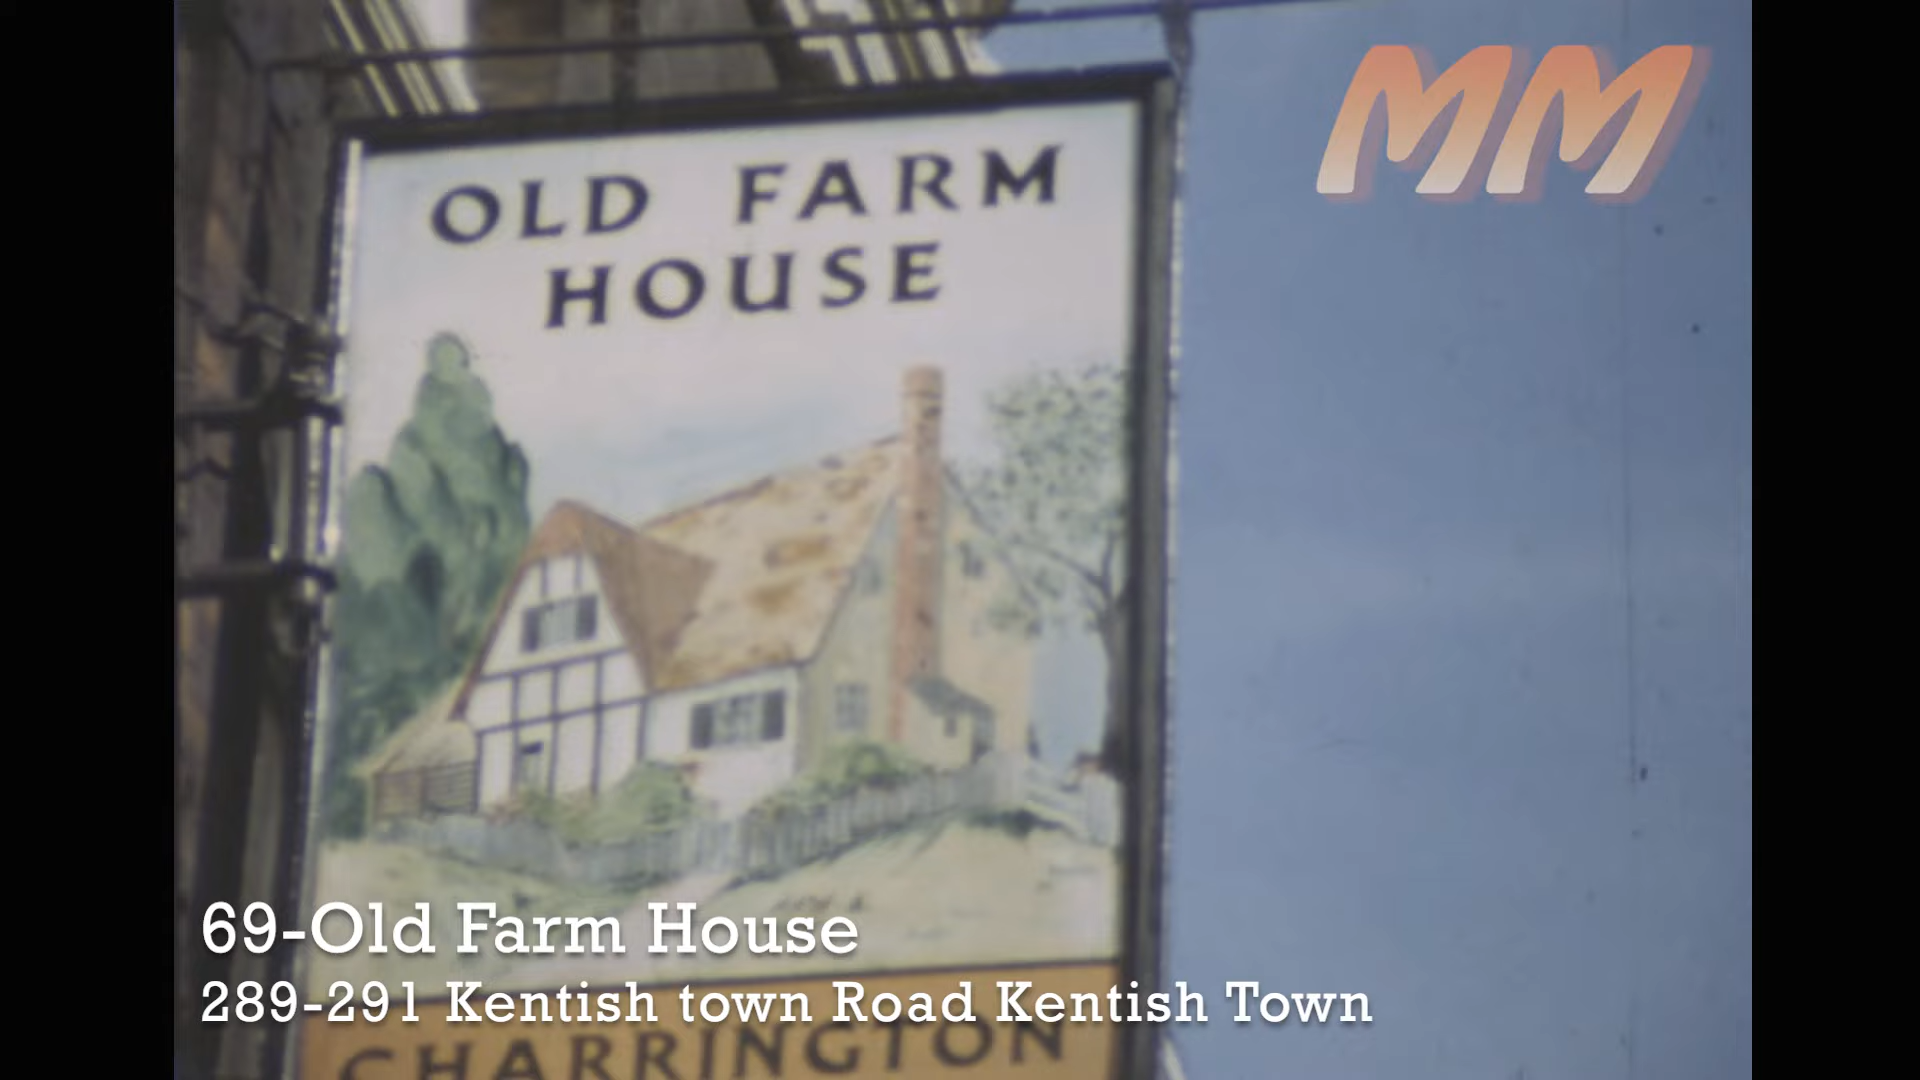 MM
OLD FARM
HOUSE
69-Old Farm House
289-291 Kentish town Road Kentish Town
CHARRINGTON